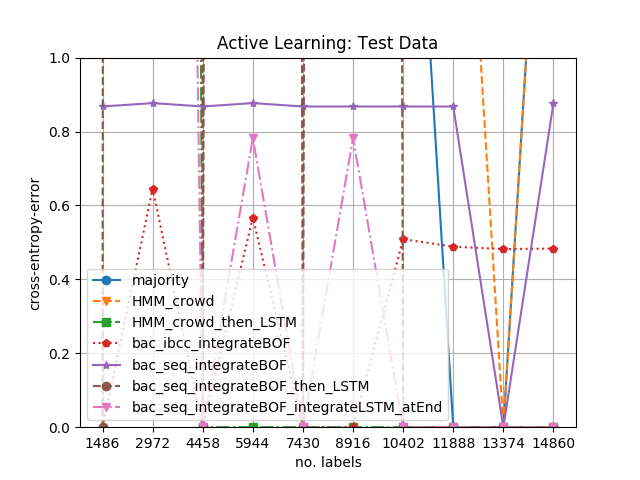 Active Learning: Test Data
1.0
0.8
0.6
0.4
0.2
0.0
cross-entropy-error
majority
HMM_crowd
HMM_crowd_then_LSTM
bac_ibcc_integrateBOF
bac_seq_integrateBOF
bac_seq_integrateBOF_then_LSTM
bac_seq_integrateBOF_integrateLSTM_atEnd
1486 2972 4458 5944 7430 8916 10402 11888 13374 14860
no. labels